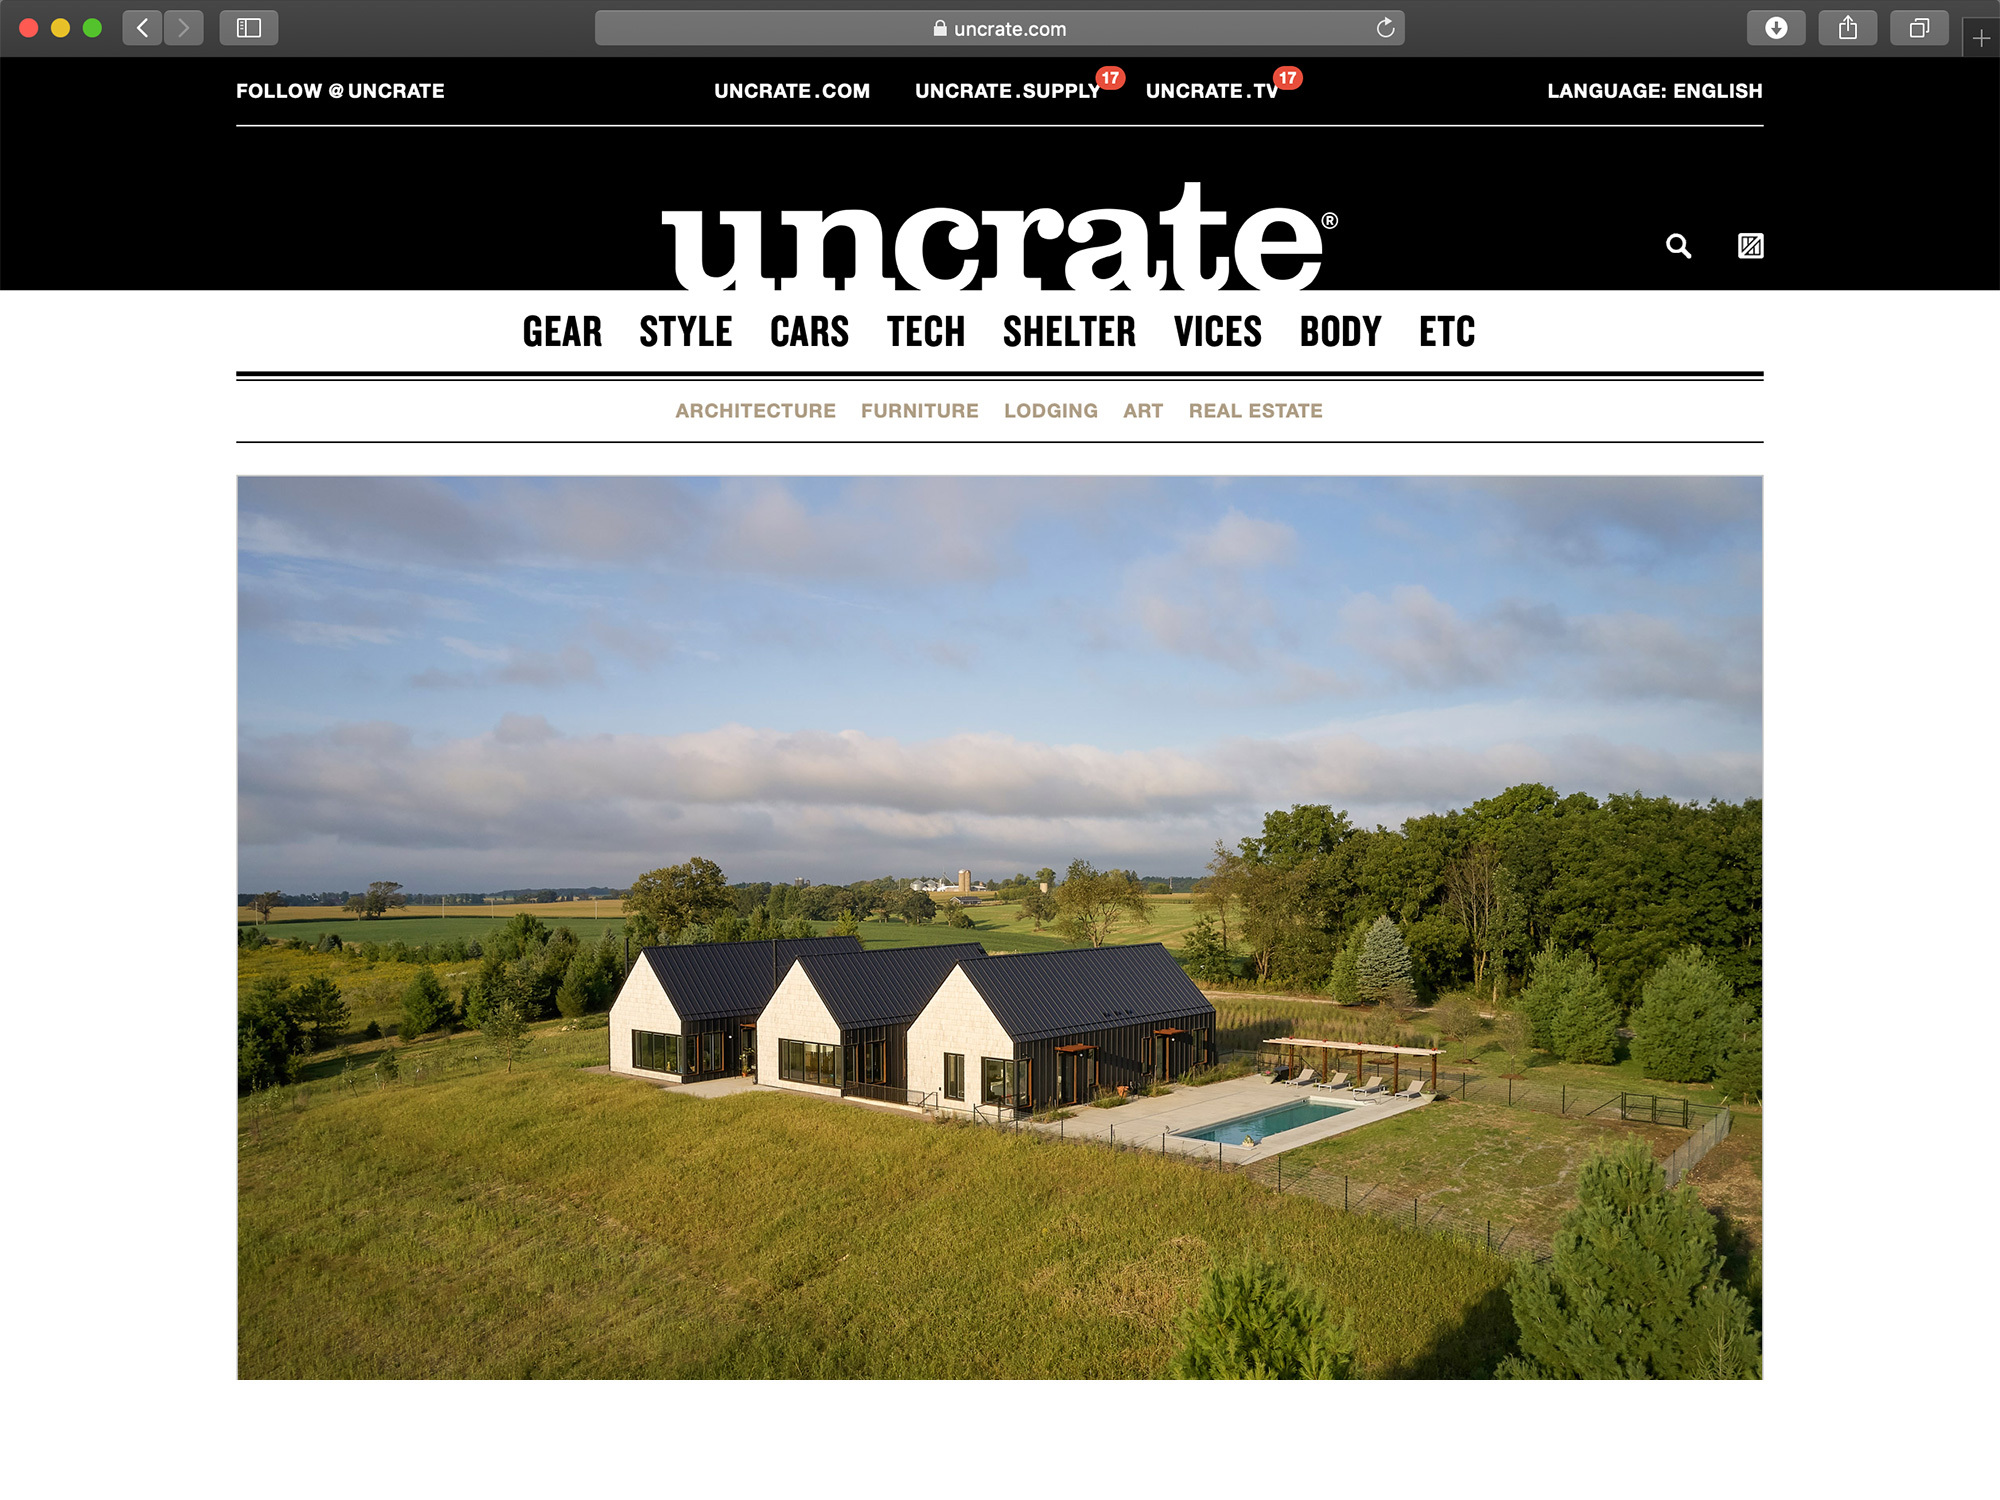 uncrate.com
FOLLOW @UNCRATE UNCRATE.COM UNCRATE.SUPPLY 17 UNCRATE.TV 17 LANGUAGE: ENGLISH
uncrate®
GEAR STYLE CARS TECH SHELTER VICES BODY ETC
ARCHITECTURE FURNITURE LODGING ART REAL ESTATE